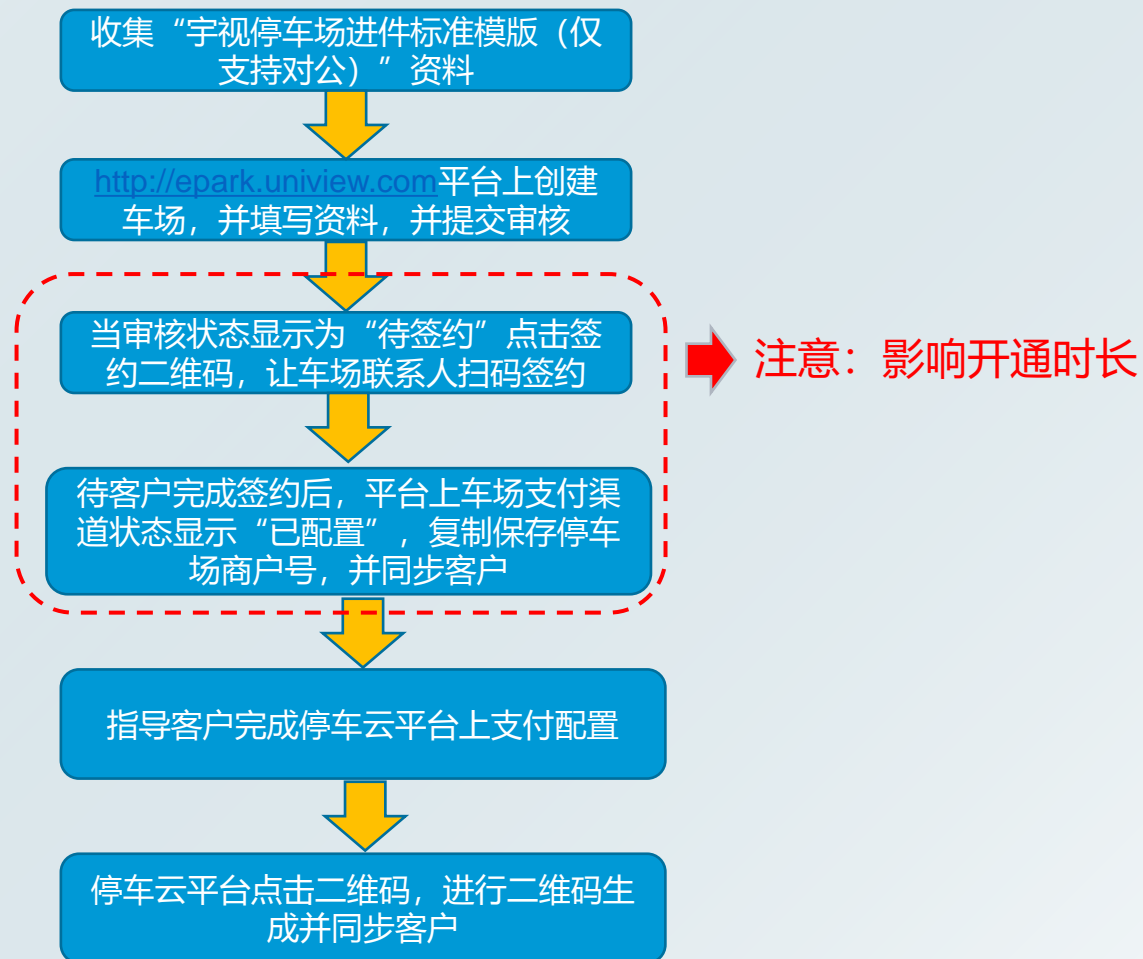 收集“宇视停车场进件标准模版（仅
支持对公）”资料
http://epark.uniview.com平台上创建
车场，并填写资料，并提交审核
当审核状态显示为“待签约”点击签
约二维码，让车场联系人扫码签约
注意：影响开通时长
待客户完成签约后，平台上车场支付渠
道状态显示“已配置”，复制保存停车
场商户号，并同步客户
指导客户完成停车云平台上支付配置
停车云平台点击二维码，进行二维码生
成并同步客户